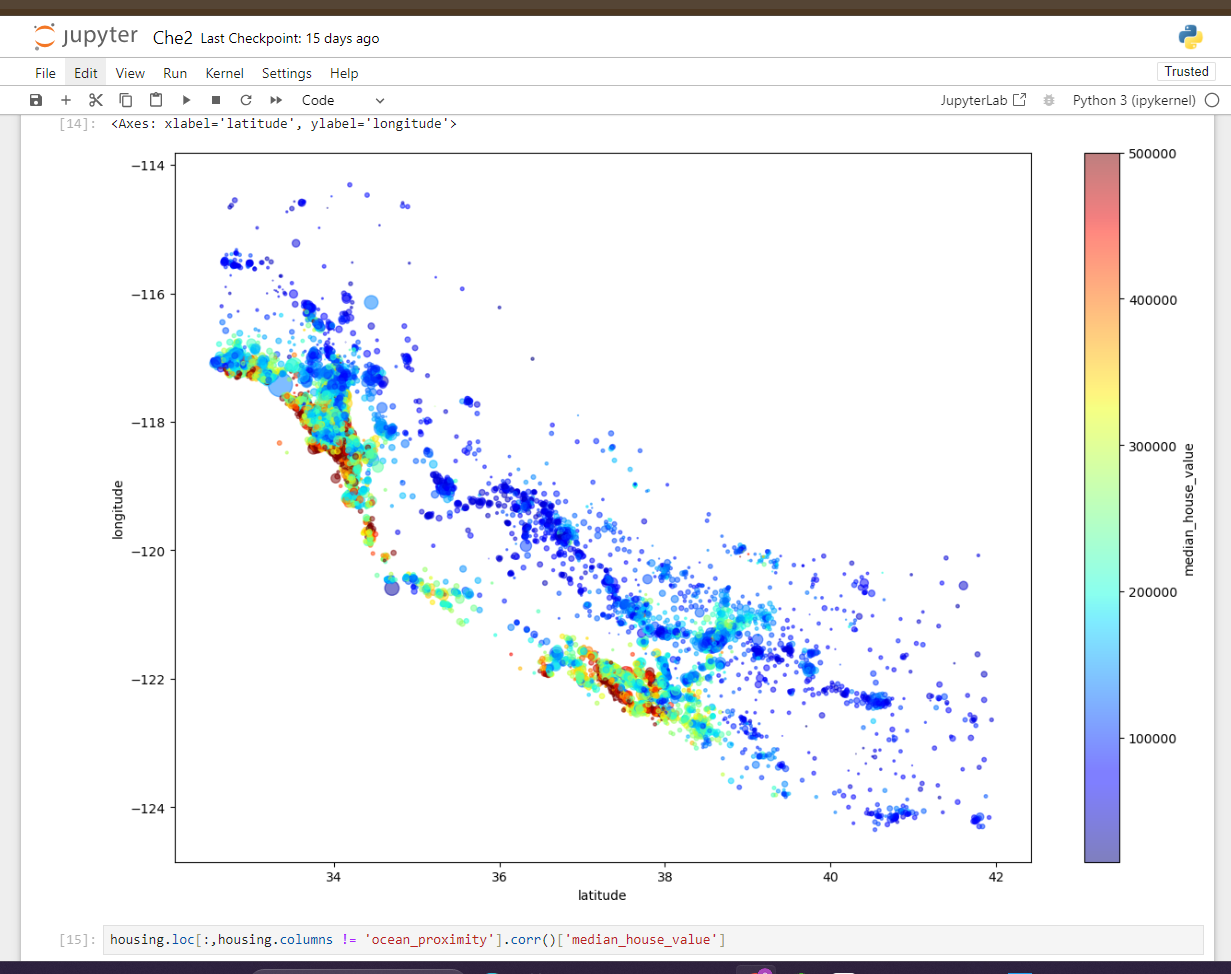 jupyter Che2 Last Checkpoint: 15 days ago
File Edit View Run Kernel Settings Help Trusted
Code JupyterLab Python 3 (ipykernel)
[14]: <Axes: xlabel='latitude', ylabel='longitude'>
−114
−116
−118
−120
−122
−124
longitude
34 36 38 40 42
latitude
500000
400000
300000
200000
100000
median_house_value
[15]: housing.loc[:,housing.columns != 'ocean_proximity'].corr()['median_house_value']